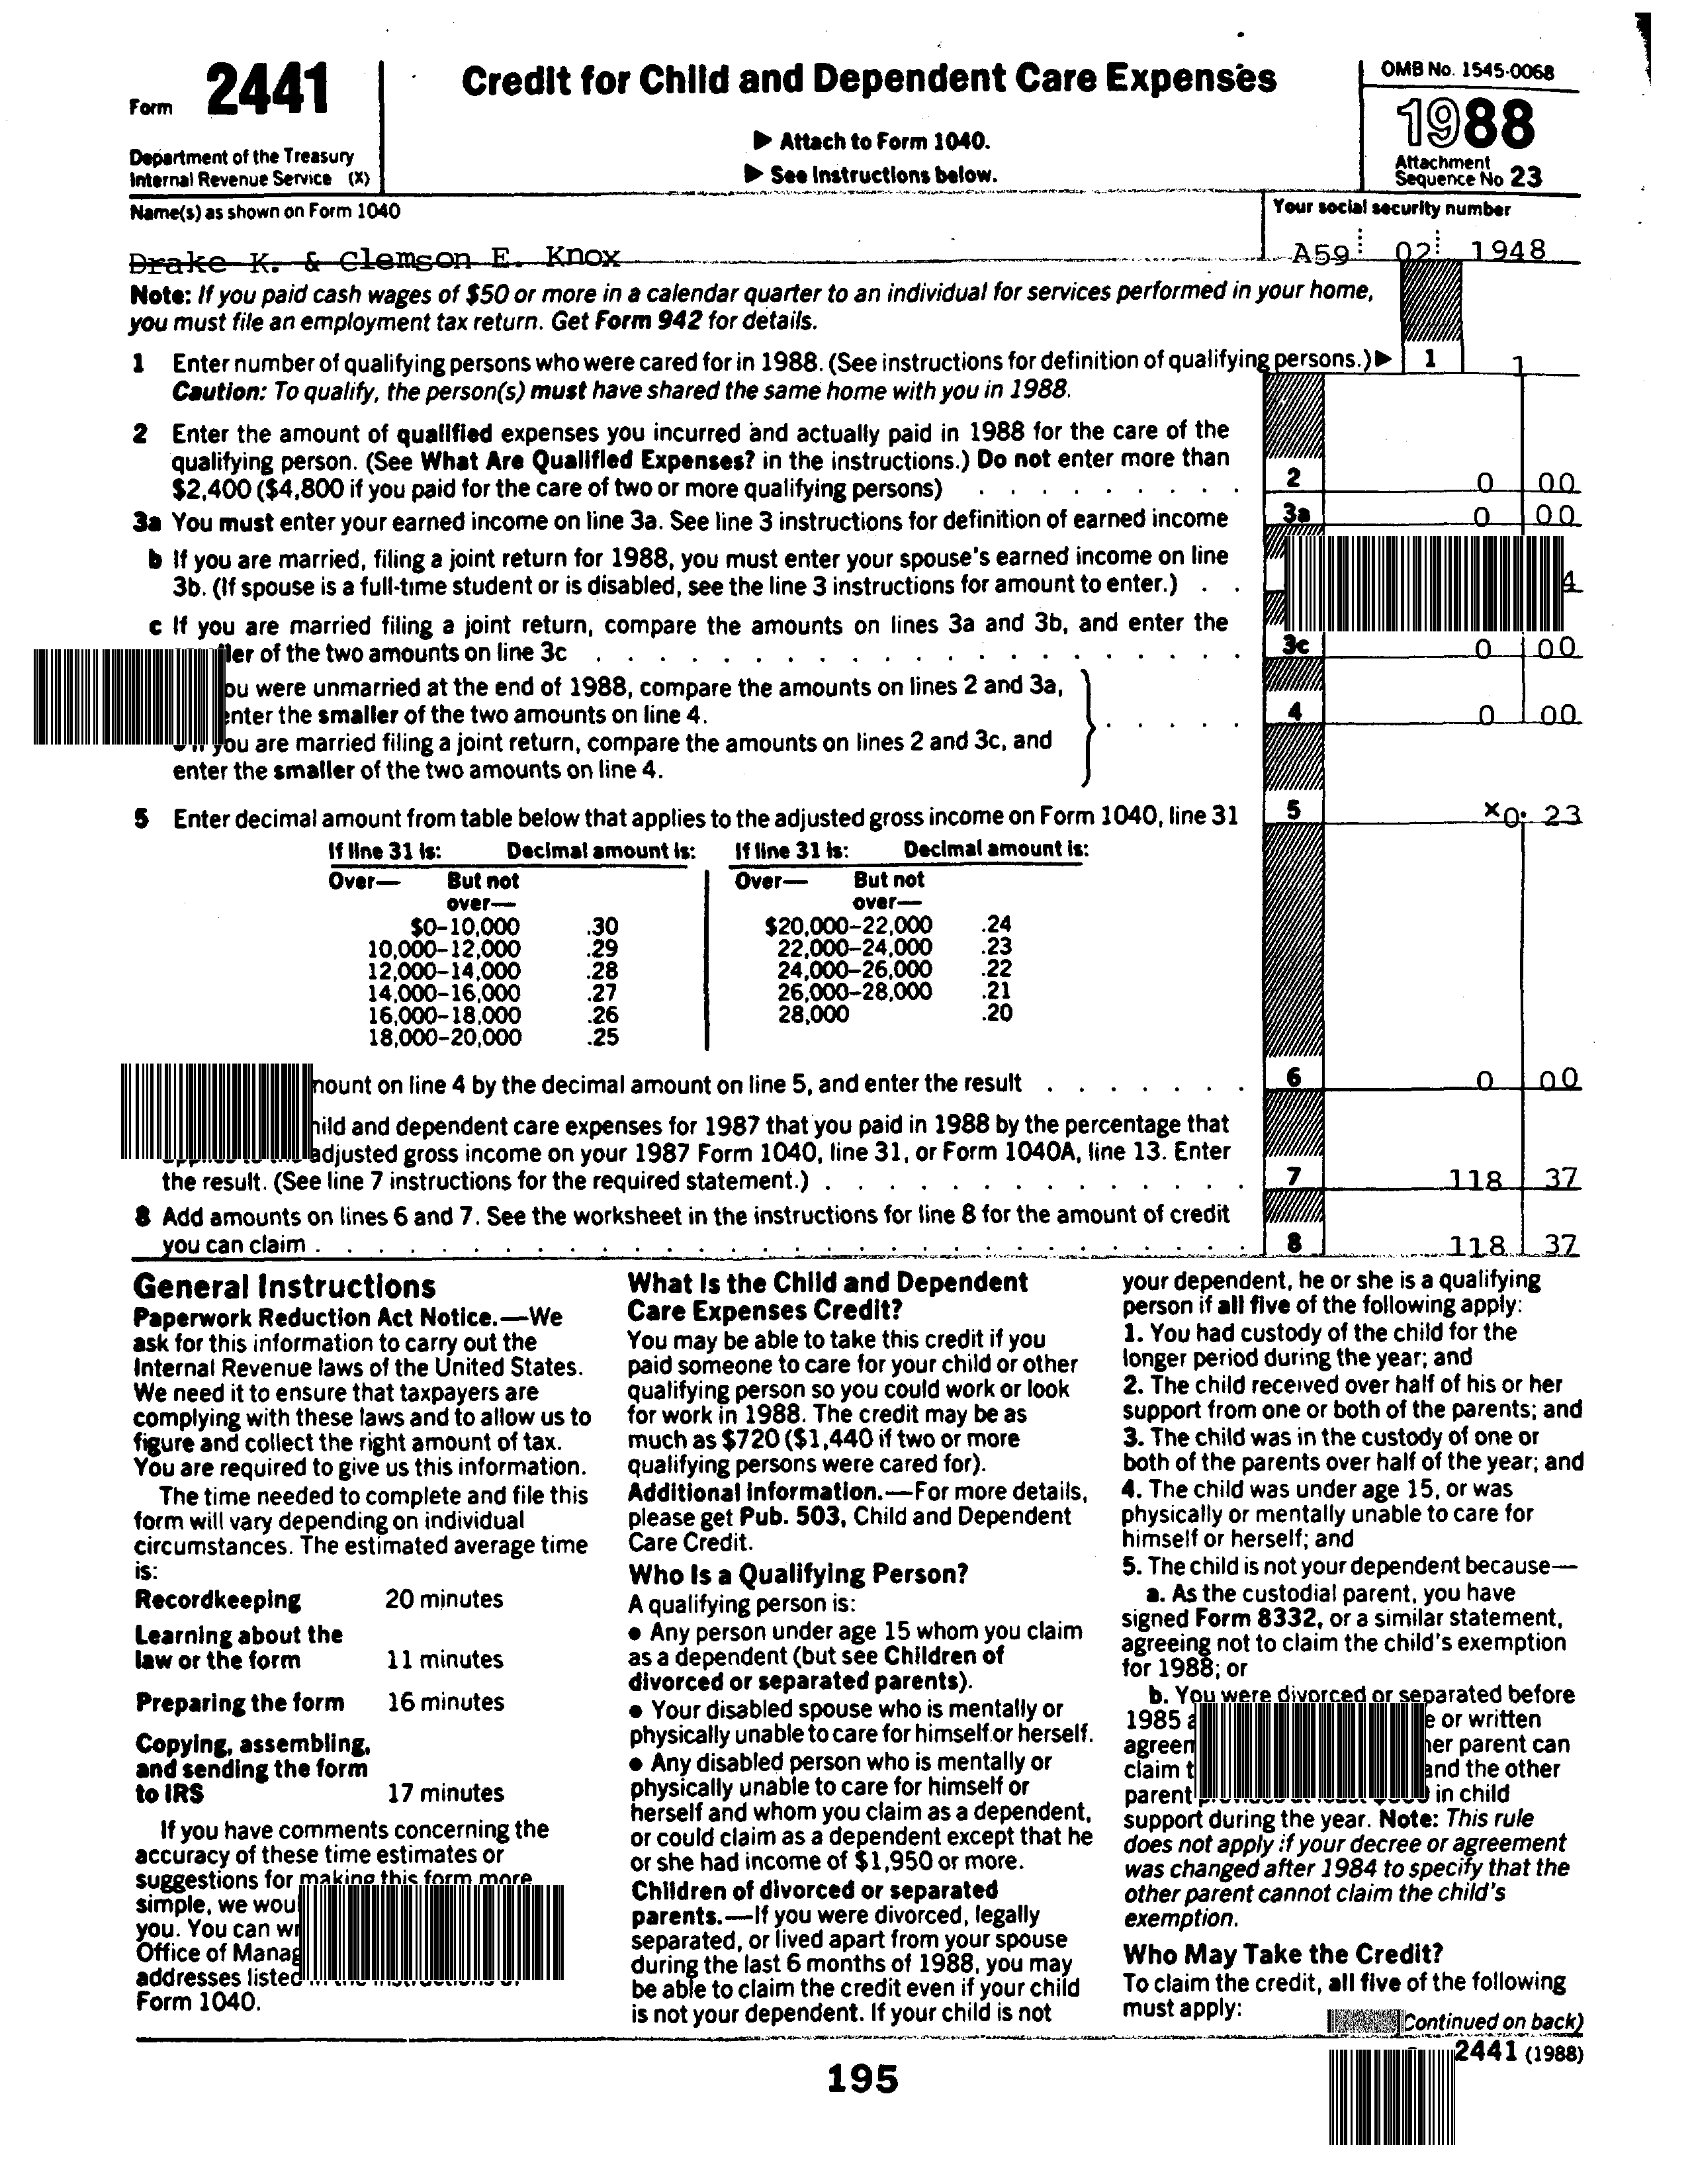 Form 2441
Department of the Treasury
Internal Revenue Service (X)
Credit for Child and Dependent Care Expenses
▶ Attach to Form 1040.
▶ See Instructions below.
OMB No. 1545-0068
1988
Attachment
Sequence No 23
Name(s) as shown on Form 1040
Your social security number
Drake K. & Clemson E. Knox
A59 02 1948
Note: If you paid cash wages of $50 or more in a calendar quarter to an individual for services performed in your home,
you must file an employment tax return. Get Form 942 for details.
1 Enter number of qualifying persons who were cared for in 1988. (See instructions for definition of qualifying persons.) ▶ 1 1
Caution: To qualify, the person(s) must have shared the same home with you in 1988.
2 Enter the amount of qualified expenses you incurred and actually paid in 1988 for the care of the
qualifying person. (See What Are Qualified Expenses? in the instructions.) Do not enter more than
$2,400 ($4,800 if you paid for the care of two or more qualifying persons) . . . . . . . . . 2 0 00
3a You must enter your earned income on line 3a. See line 3 instructions for definition of earned income 3a 0 00
b If you are married, filing a joint return for 1988, you must enter your spouse's earned income on line
3b. (If spouse is a full-time student or is disabled, see the line 3 instructions for amount to enter.) . . 4
c If you are married filing a joint return, compare the amounts on lines 3a and 3b, and enter the
ler of the two amounts on line 3c . . . . . . . . . . . . . . . . . . . . 3c 0 00
ou were unmarried at the end of 1988, compare the amounts on lines 2 and 3a,
enter the smaller of the two amounts on line 4. . . . . . 4 0 00
you are married filing a joint return, compare the amounts on lines 2 and 3c, and
enter the smaller of the two amounts on line 4.
5 Enter decimal amount from table below that applies to the adjusted gross income on Form 1040, line 31 5 ×0. 23
If line 31 is: Decimal amount is: If line 31 is: Decimal amount is:
Over— But not over— Over— But not over—
$0–10,000 .30 $20,000–22,000 .24
10,000–12,000 .29 22,000–24,000 .23
12,000–14,000 .28 24,000–26,000 .22
14,000–16,000 .27 26,000–28,000 .21
16,000–18,000 .26 28,000 .20
18,000–20,000 .25
nount on line 4 by the decimal amount on line 5, and enter the result . . . . . . . 6 0 00
hild and dependent care expenses for 1987 that you paid in 1988 by the percentage that
adjusted gross income on your 1987 Form 1040, line 31, or Form 1040A, line 13. Enter
the result. (See line 7 instructions for the required statement.) . . . . . . . . . . . . . 7 118 37
8 Add amounts on lines 6 and 7. See the worksheet in the instructions for line 8 for the amount of credit
you can claim . . . . . . . . . . . . . . . . . . . . . . . . . . . . . 8 118 37
General Instructions
Paperwork Reduction Act Notice.—We
ask for this information to carry out the
Internal Revenue laws of the United States.
We need it to ensure that taxpayers are
complying with these laws and to allow us to
figure and collect the right amount of tax.
You are required to give us this information.
The time needed to complete and file this
form will vary depending on individual
circumstances. The estimated average time
is:
Recordkeeping 20 minutes
Learning about the
law or the form 11 minutes
Preparing the form 16 minutes
Copying, assembling,
and sending the form
to IRS 17 minutes
If you have comments concerning the
accuracy of these time estimates or
suggestions for making this form more
simple, we wou
you. You can wr
Office of Manag
addresses listed
Form 1040.
What Is the Child and Dependent
Care Expenses Credit?
You may be able to take this credit if you
paid someone to care for your child or other
qualifying person so you could work or look
for work in 1988. The credit may be as
much as $720 ($1,440 if two or more
qualifying persons were cared for).
Additional Information.—For more details,
please get Pub. 503, Child and Dependent
Care Credit.
Who Is a Qualifying Person?
A qualifying person is:
● Any person under age 15 whom you claim
as a dependent (but see Children of
divorced or separated parents).
● Your disabled spouse who is mentally or
physically unable to care for himself or herself.
● Any disabled person who is mentally or
physically unable to care for himself or
herself and whom you claim as a dependent,
or could claim as a dependent except that he
or she had income of $1,950 or more.
Children of divorced or separated
parents.—If you were divorced, legally
separated, or lived apart from your spouse
during the last 6 months of 1988, you may
be able to claim the credit even if your child
is not your dependent. If your child is not
your dependent, he or she is a qualifying
person if all five of the following apply:
1. You had custody of the child for the
longer period during the year; and
2. The child received over half of his or her
support from one or both of the parents; and
3. The child was in the custody of one or
both of the parents over half of the year; and
4. The child was under age 15, or was
physically or mentally unable to care for
himself or herself; and
5. The child is not your dependent because—
a. As the custodial parent, you have
signed Form 8332, or a similar statement,
agreeing not to claim the child's exemption
for 1988; or
b. You were divorced or separated before
1985 a e or written
agreem her parent can
claim t and the other
parent in child
support during the year. Note: This rule
does not apply if your decree or agreement
was changed after 1984 to specify that the
other parent cannot claim the child's
exemption.
Who May Take the Credit?
To claim the credit, all five of the following
must apply:
Continued on back)
2441 (1988)
195